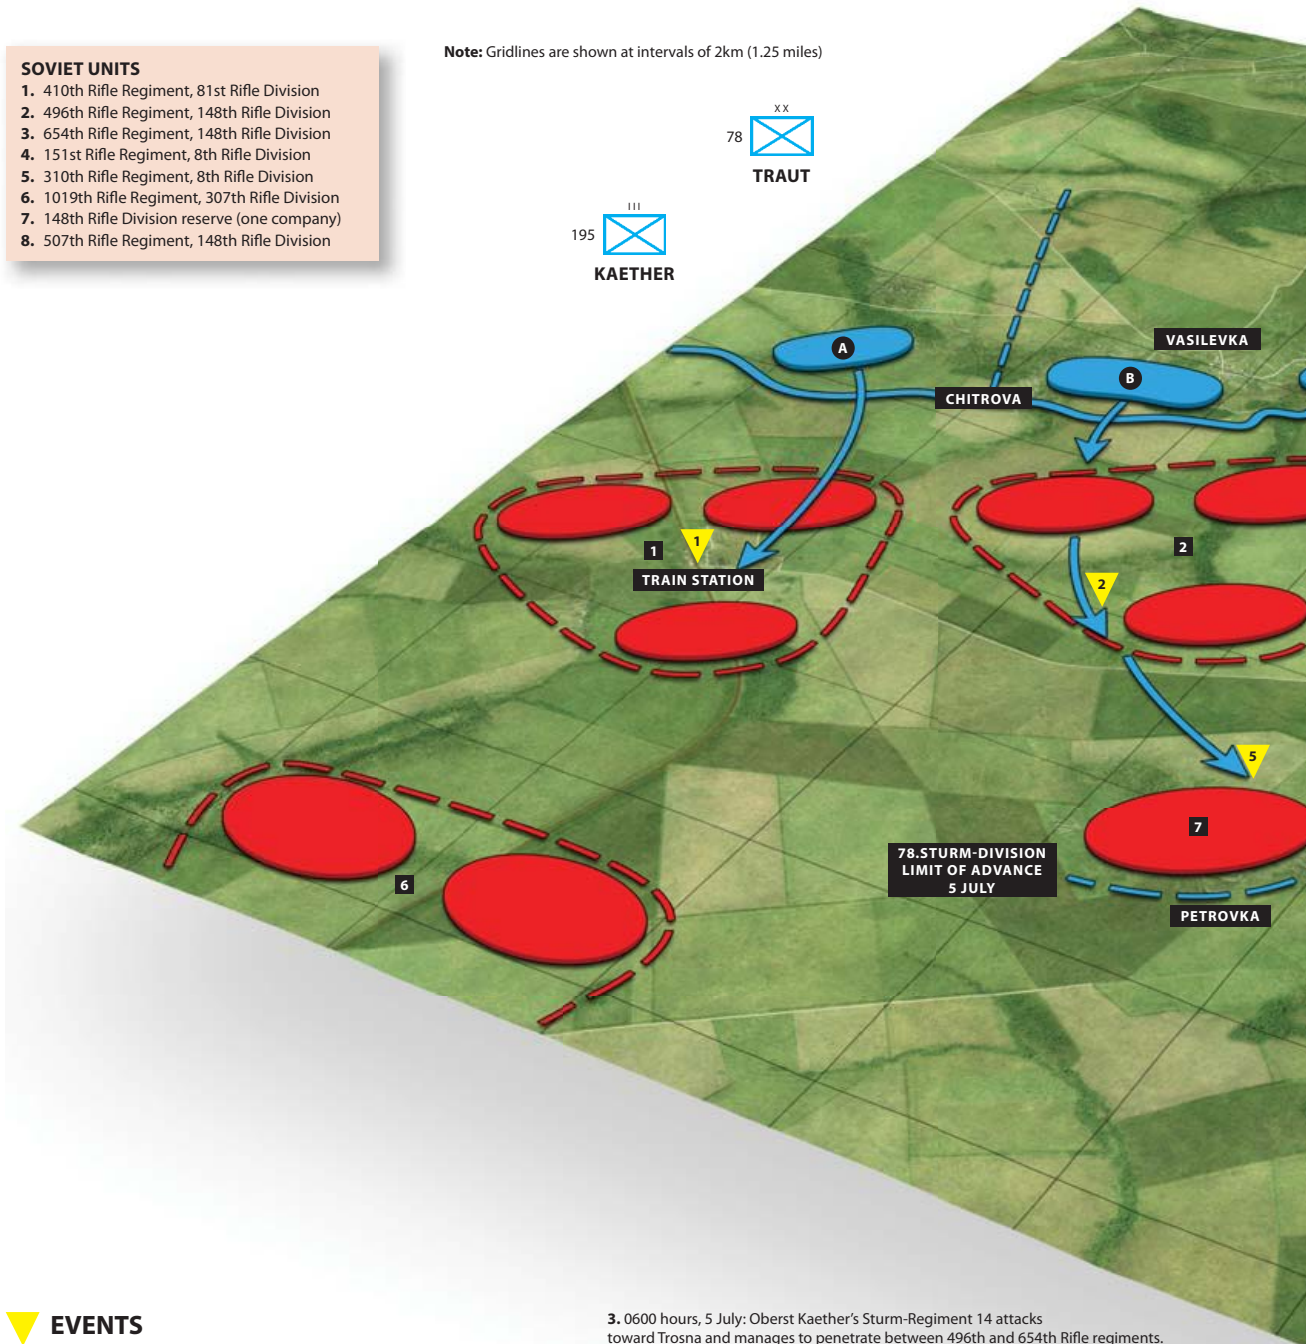 SOVIET UNITS
1. 410th Rifle Regiment, 81st Rifle Division
2. 496th Rifle Regiment, 148th Rifle Division
3. 654th Rifle Regiment, 148th Rifle Division
4. 151st Rifle Regiment, 8th Rifle Division
5. 310th Rifle Regiment, 8th Rifle Division
6. 1019th Rifle Regiment, 307th Rifle Division
7. 148th Rifle Division reserve (one company)
8. 507th Rifle Regiment, 148th Rifle Division
Note: Gridlines are shown at intervals of 2km (1.25 miles)
XX
78
TRAUT
III
195
KAETHER
VASILEVKA
A
B
CHITROVA
1
1
2
TRAIN STATION
2
5
7
78.STURM-DIVISION
LIMIT OF ADVANCE
5 JULY
6
PETROVKA
EVENTS
3. 0600 hours, 5 July: Oberst Kaether's Sturm-Regiment 14 attacks
toward Trosna and manages to penetrate between 496th and 654th Rifle regiments.